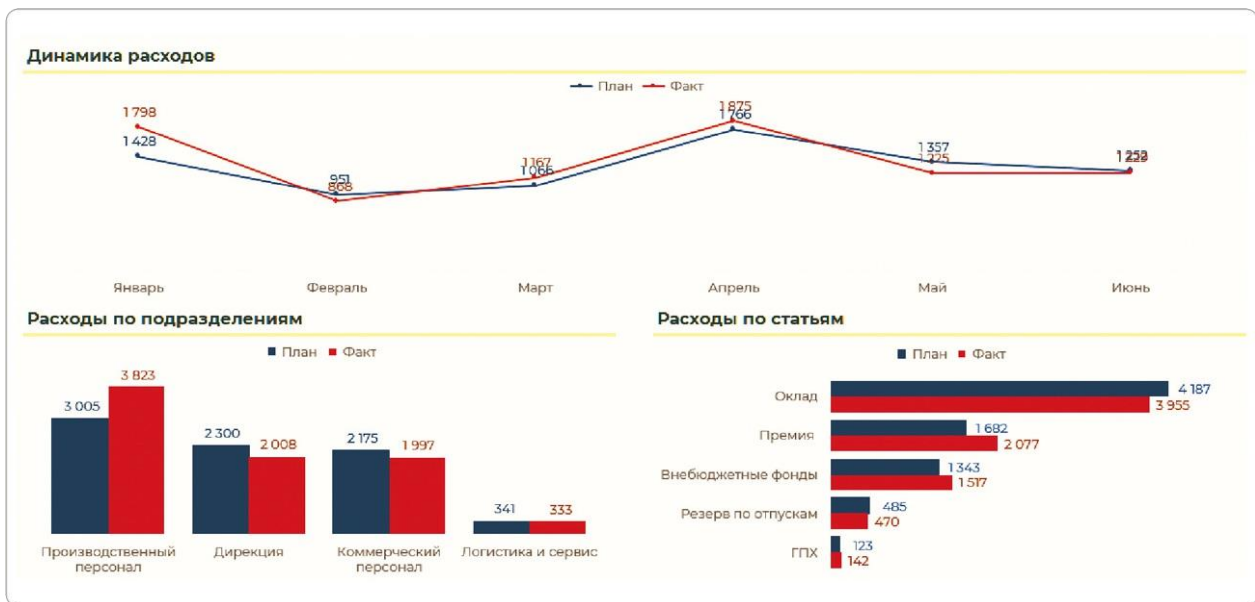 Динамика расходов
План Факт
1 798
1 428
951
868
1 167
1 066
1 875
1 766
1 357
1 225
Январь Февраль Март Апрель Май Июнь
Расходы по подразделениям
План Факт
3 005 3 823
2 300 2 008
2 175 1 997
341 333
Производственный
персонал
Дирекция
Коммерческий
персонал
Логистика и сервис
Расходы по статьям
План Факт
Оклад 4 187
3 955
Премия 1 682
2 077
Внебюджетные фонды 1 343
1 517
Резерв по отпускам 485
470
ГПХ 123
142